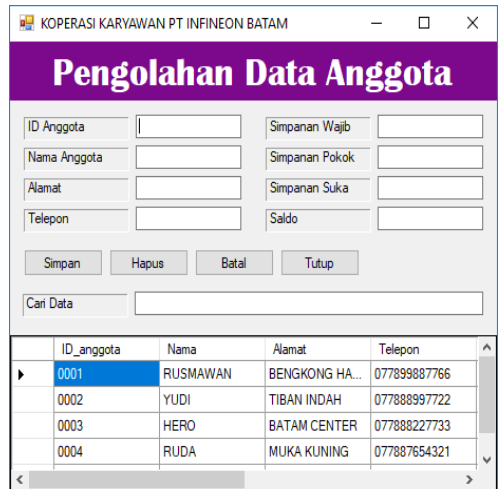 KOPERASI KARYAWAN PT INFINEON BATAM
Pengolahan Data Anggota
ID Anggota Simpanan Wajib
Nama Anggota Simpanan Pokok
Alamat Simpanan Suka
Telepon Saldo
Simpan Hapus Batal Tutup
Cari Data
ID_anggota Nama Alamat Telepon
0001 RUSMAWAN BENGKONG HA... 077899887766
0002 YUDI TIBAN INDAH 077888997722
0003 HERO BATAM CENTER 077888227733
0004 RUDA MUKA KUNING 077887654321